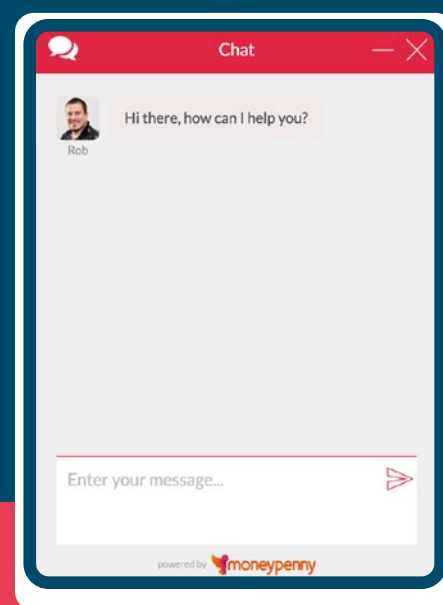 Chat
Hi there, how can I help you?
Rob
Enter your message...
powered by moneypenny